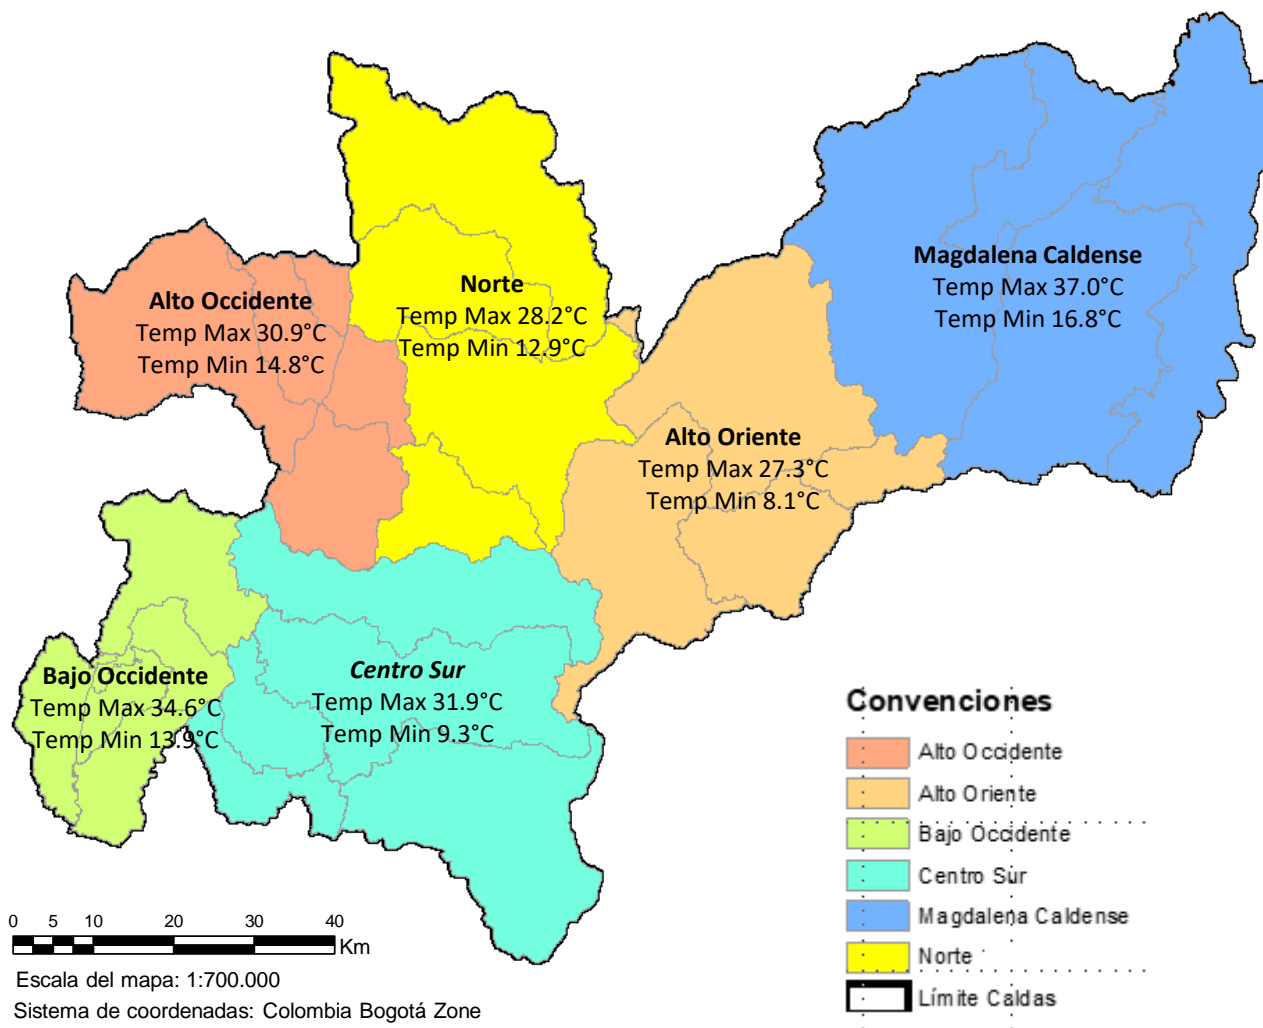 Magdalena Caldense
Temp Max 37.0°C
Temp Min 16.8°C
Norte
Temp Max 28.2°C
Temp Min 12.9°C
Alto Occidente
Temp Max 30.9°C
Temp Min 14.8°C
Alto Oriente
Temp Max 27.3°C
Temp Min 8.1°C
Bajo Occidente
Temp Max 34.6°C
Temp Min 13.9°C
Centro Sur
Temp Max 31.9°C
Temp Min 9.3°C
Convenciones
Alto Occidente
Alto Oriente
Bajo Occidente
Centro Sur
Magdalena Caldense
Norte
Límite Caldas
0 5 10 20 30 40
Km
Escala del mapa: 1:700.000
Sistema de coordenadas: Colombia Bogotá Zone